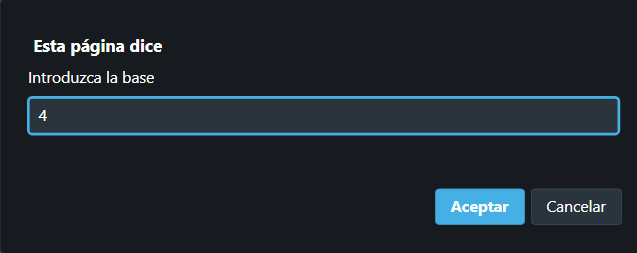 Esta página dice
Introduzca la base
4
Aceptar Cancelar